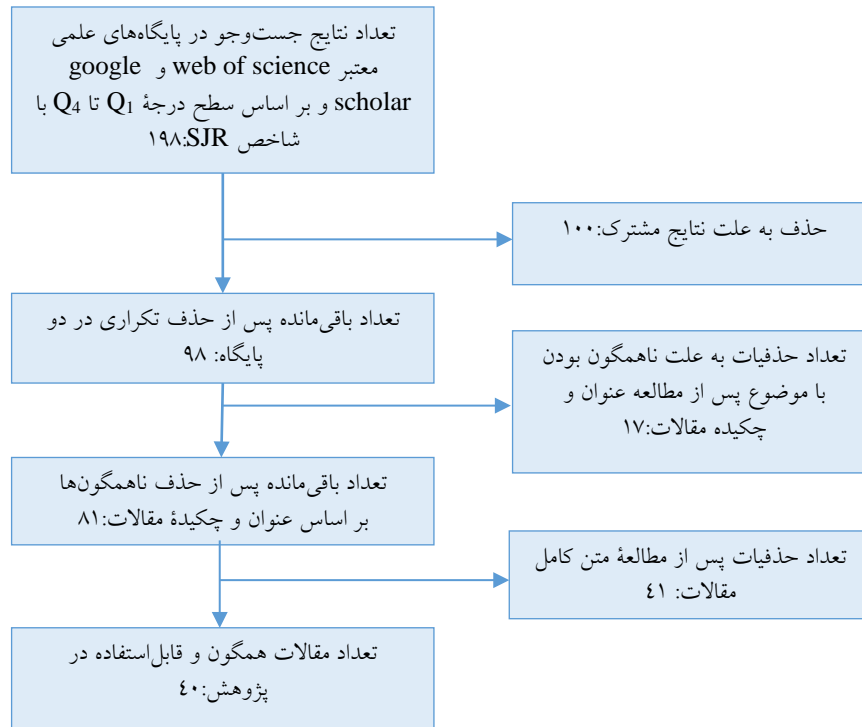 تعداد نتایج جست‌وجو در پایگاه‌های علمی
معتبر web of science و google
scholar و بر اساس سطح درجهٔ Q1 تا Q4 با
شاخص SJR:۱۹۸
حذف به علت نتایج مشترک:۱۰۰
تعداد باقی‌مانده پس از حذف تکراری در دو
پایگاه: ۹۸
تعداد حذفیات به علت ناهمگون بودن
با موضوع پس از مطالعه عنوان و
چکیده مقالات:۱۷
تعداد باقی‌مانده پس از حذف ناهمگون‌ها
بر اساس عنوان و چکیدهٔ مقالات:۸۱
تعداد حذفیات پس از مطالعهٔ متن کامل
مقالات: ٤۱
تعداد مقالات همگون و قابل‌استفاده در
پژوهش:٤۰